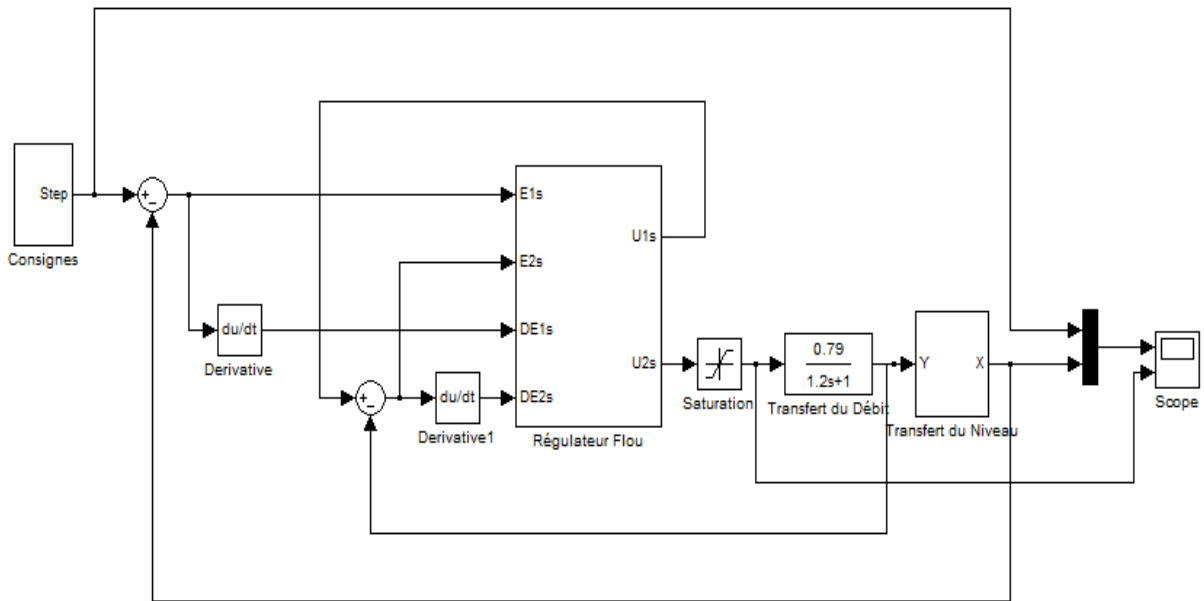 Step
Consignes
+
−
E1s
E2s
DE1s
DE2s
U1s
U2s
Régulateur Flou
du/dt
Derivative
+
−
du/dt
Derivative1
Saturation
0.79
1.2s+1
Transfert du Débit
Y
X
Transfert du Niveau
Scope